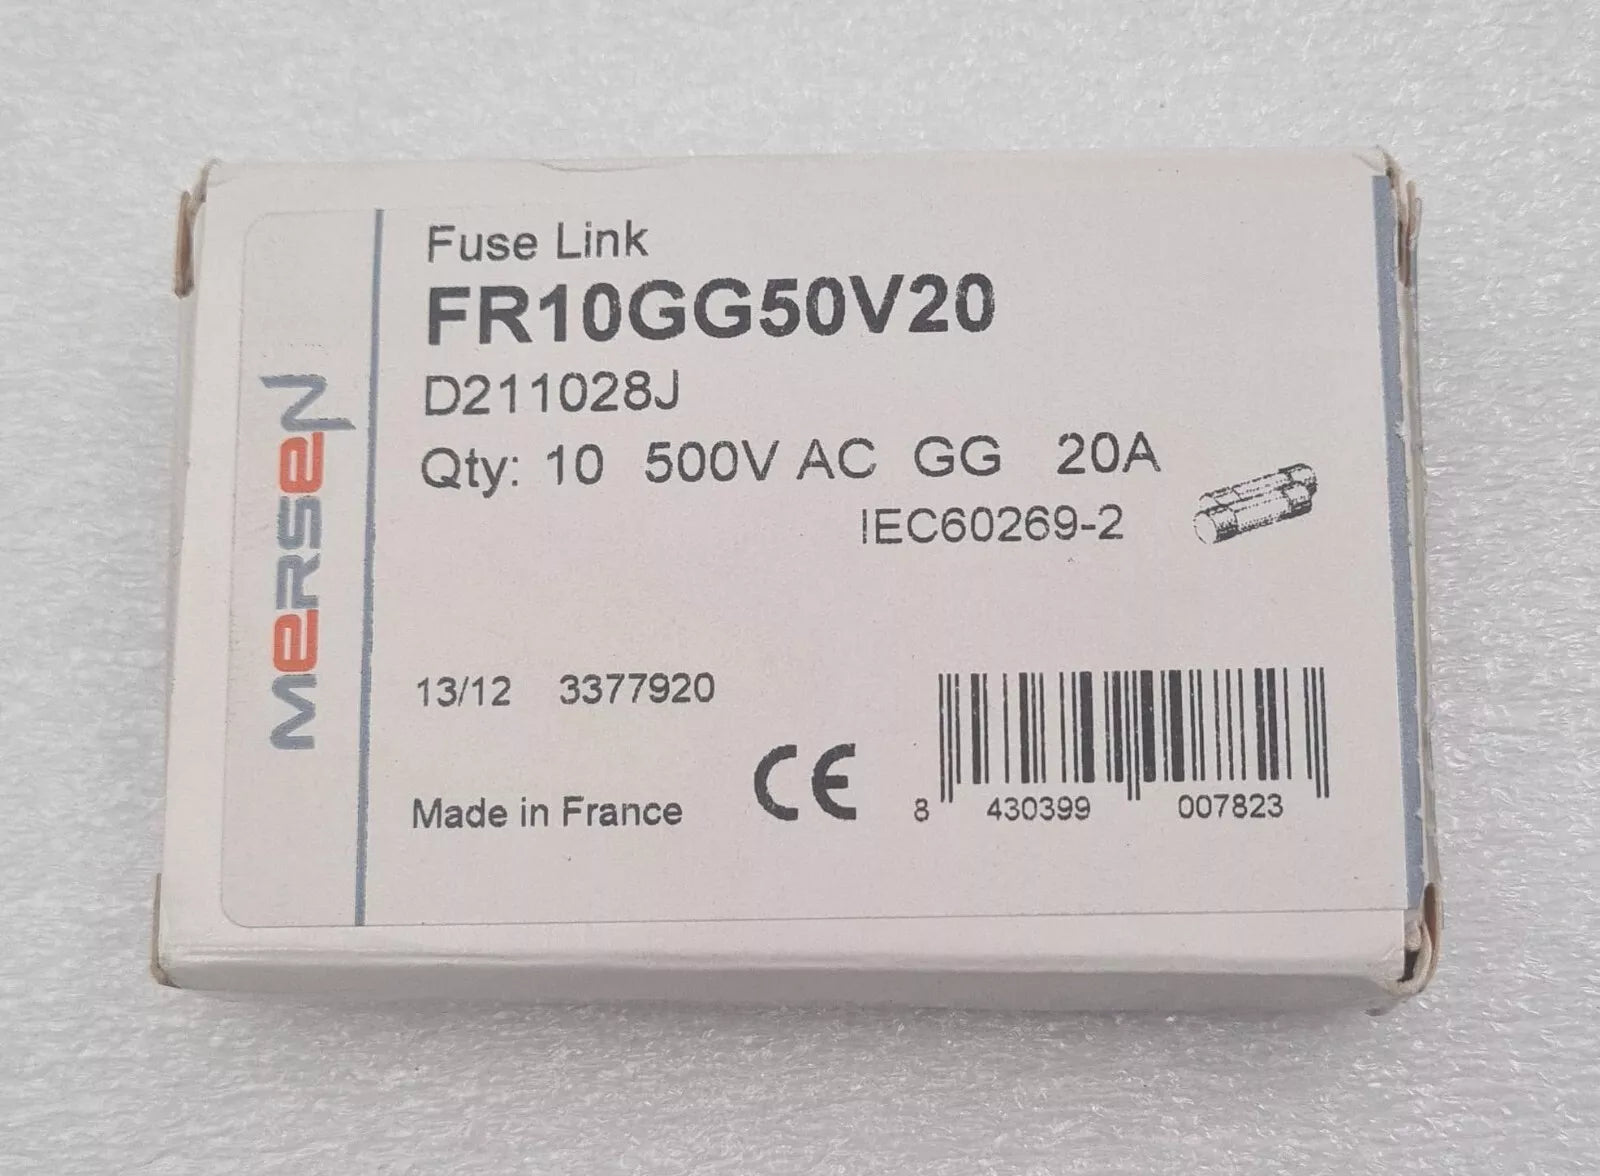 MERSEN
Fuse Link
FR10GG50V20
D211028J
Qty: 10 500V AC GG 20A
IEC60269-2
13/12 3377920
Made in France
CE
8 430399 007823